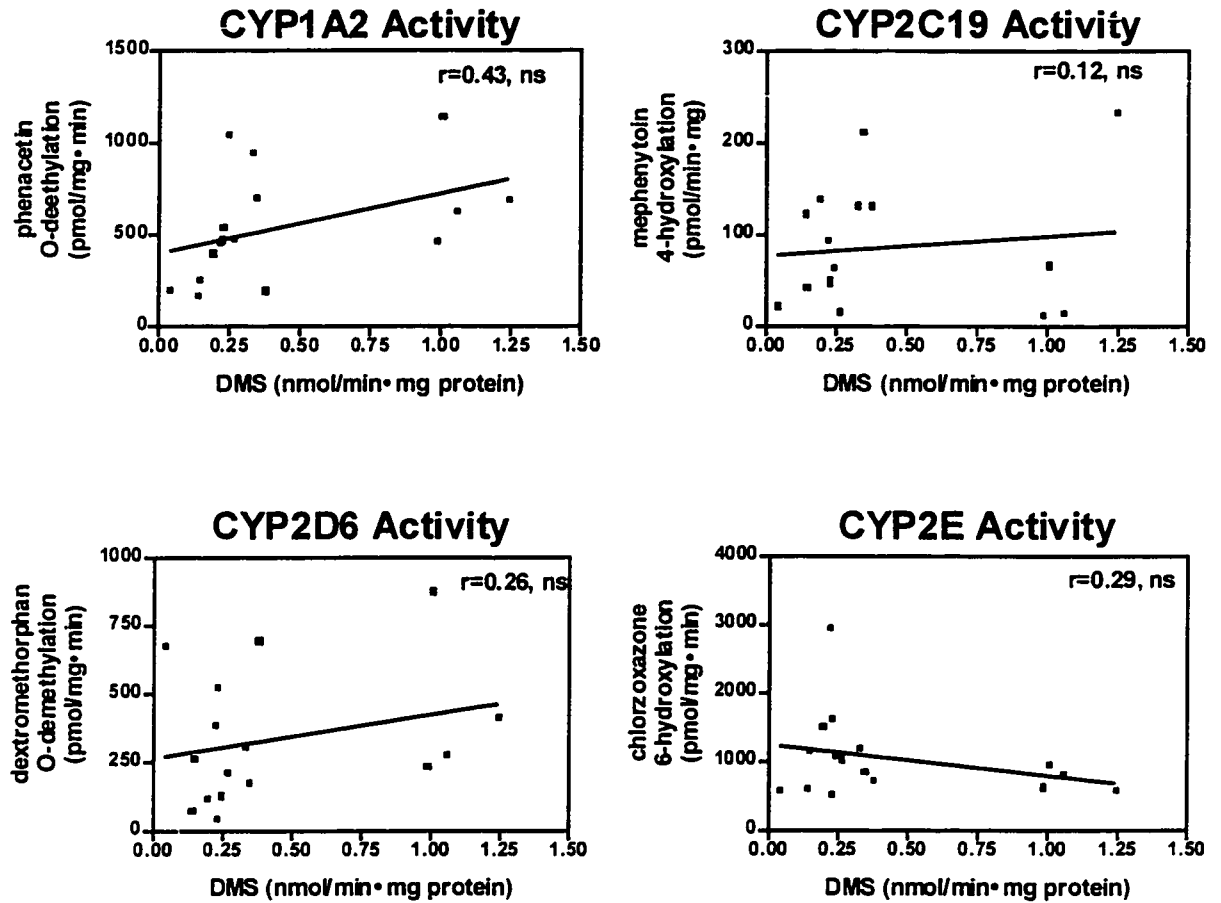 CYP1A2 Activity
r=0.43, ns
phenacetin
O-deethylation
(pmol/mg•min)
1500
1000
500
0
0.00 0.25 0.50 0.75 1.00 1.25 1.50
DMS (nmol/min•mg protein)
CYP2C19 Activity
r=0.12, ns
mephenytoin
4-hydroxylation
(pmol/min•mg)
300
200
100
0
0.00 0.25 0.50 0.75 1.00 1.25 1.50
DMS (nmol/min•mg protein)
CYP2D6 Activity
r=0.26, ns
dextromethorphan
O-demethylation
(pmol/mg•min)
1000
750
500
250
0
0.00 0.25 0.50 0.75 1.00 1.25 1.50
DMS (nmol/min•mg protein)
CYP2E Activity
r=0.29, ns
chlorzoxazone
6-hydroxylation
(pmol/mg•min)
4000
3000
2000
1000
0
0.00 0.25 0.50 0.75 1.00 1.25 1.50
DMS (nmol/min•mg protein)